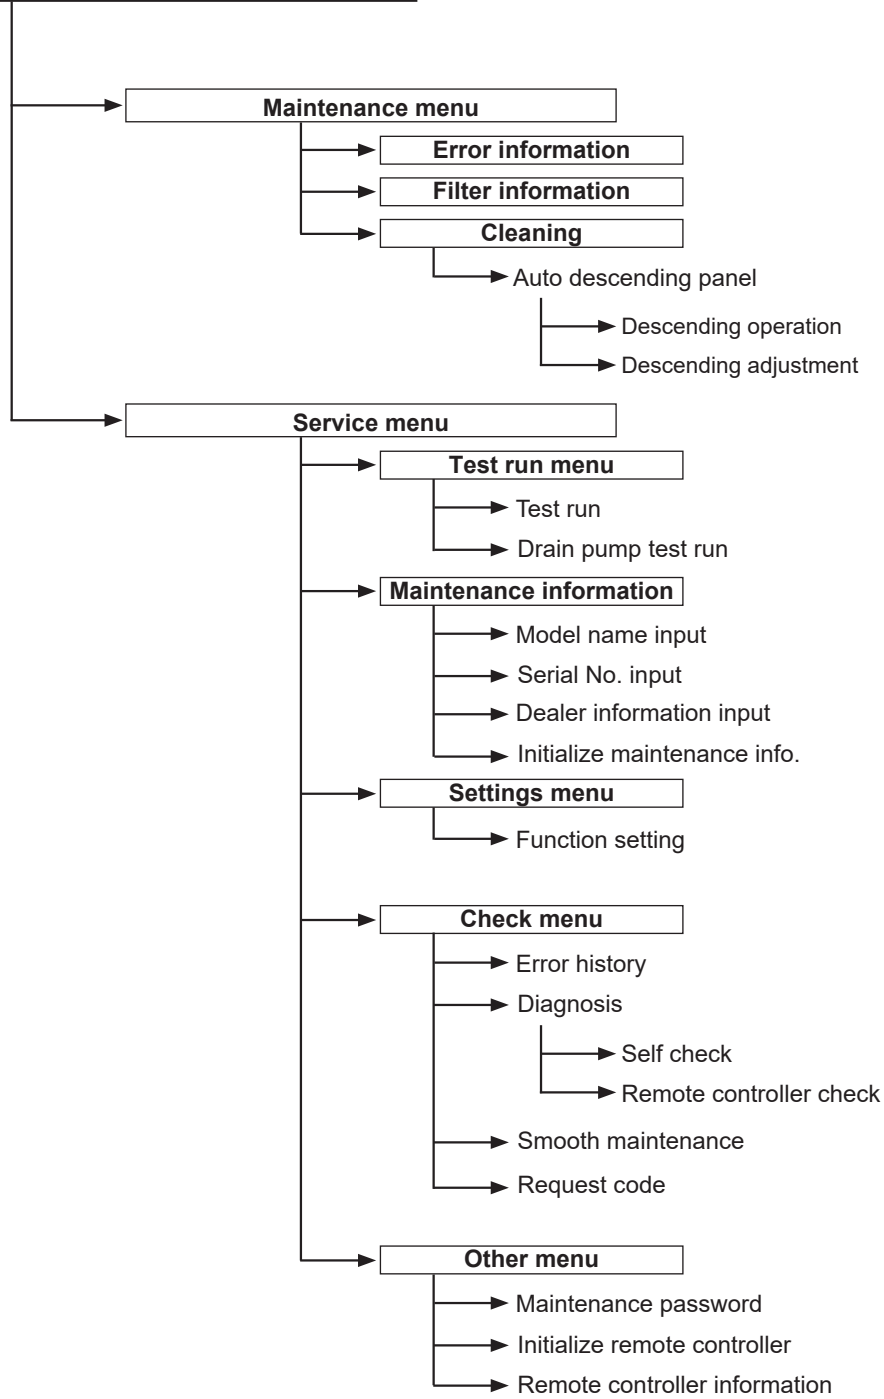 Maintenance menu
Error information
Filter information
Cleaning
Auto descending panel
Descending operation
Descending adjustment
Service menu
Test run menu
Test run
Drain pump test run
Maintenance information
Model name input
Serial No. input
Dealer information input
Initialize maintenance info.
Settings menu
Function setting
Check menu
Error history
Diagnosis
Self check
Remote controller check
Smooth maintenance
Request code
Other menu
Maintenance password
Initialize remote controller
Remote controller information